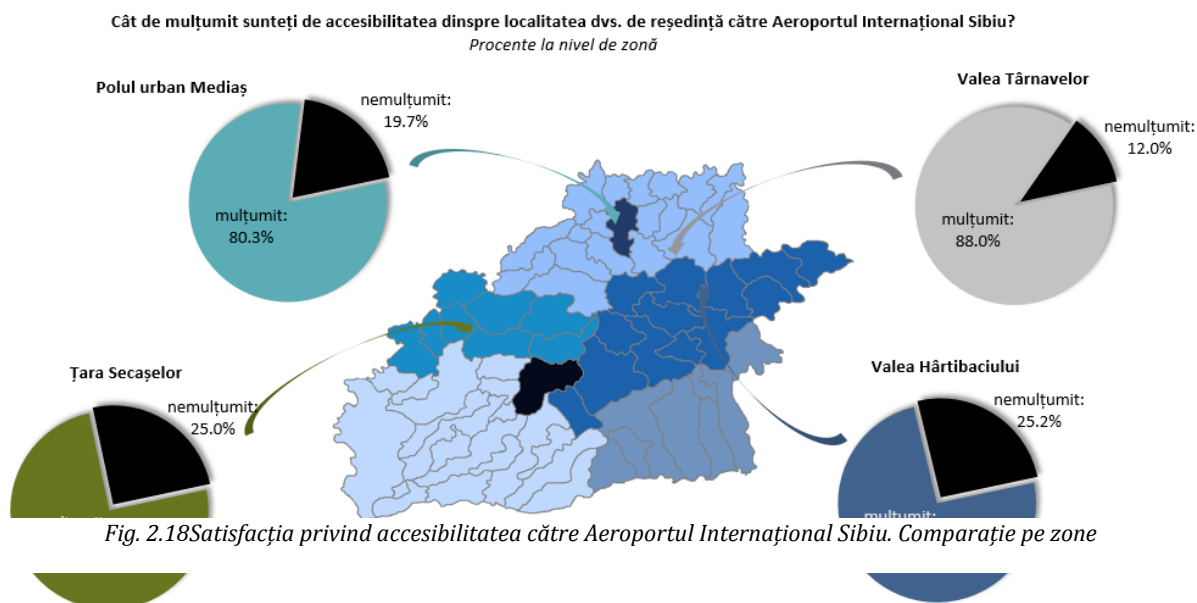 Cât de mulțumit sunteți de accesibilitatea dinspre localitatea dvs. de reședință către Aeroportul Internațional Sibiu?
Procente la nivel de zonă
Polul urban Mediaș
nemulțumit:
19.7%
mulțumit:
80.3%
Valea Târnavelor
nemulțumit:
12.0%
mulțumit:
88.0%
Țara Secașelor
nemulțumit:
25.0%
Valea Hârtibaciului
nemulțumit:
25.2%
Fig. 2.18Satisfacția privind accesibilitatea către Aeroportul Internațional Sibiu. Comparație pe zone